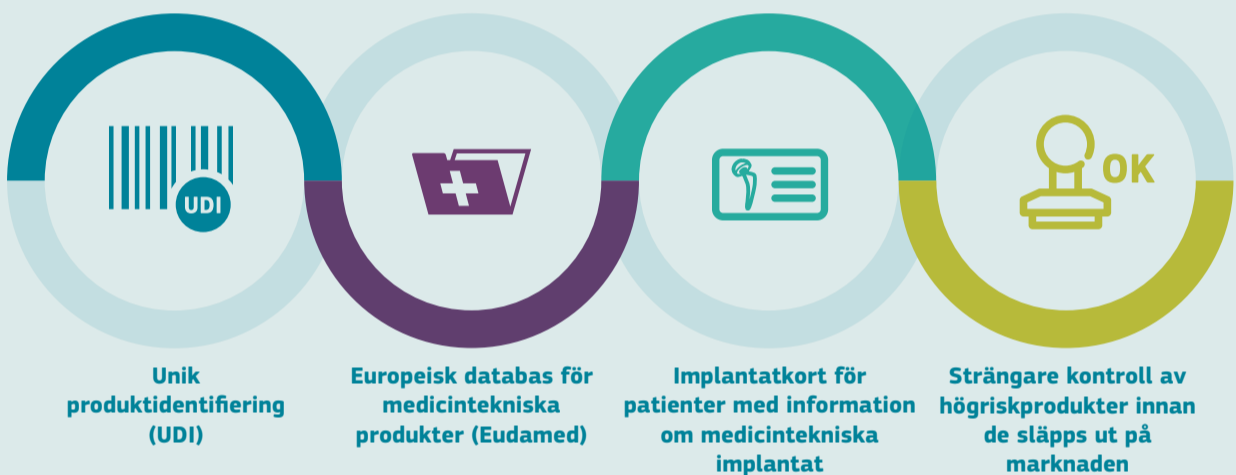 UDI
OK
Unik
produktidentifiering
(UDI)
Europeisk databas för
medicintekniska
produkter (Eudamed)
Implantatkort för
patienter med information
om medicintekniska
implantat
Strängare kontroll av
högriskprodukter innan
de släpps ut på
marknaden